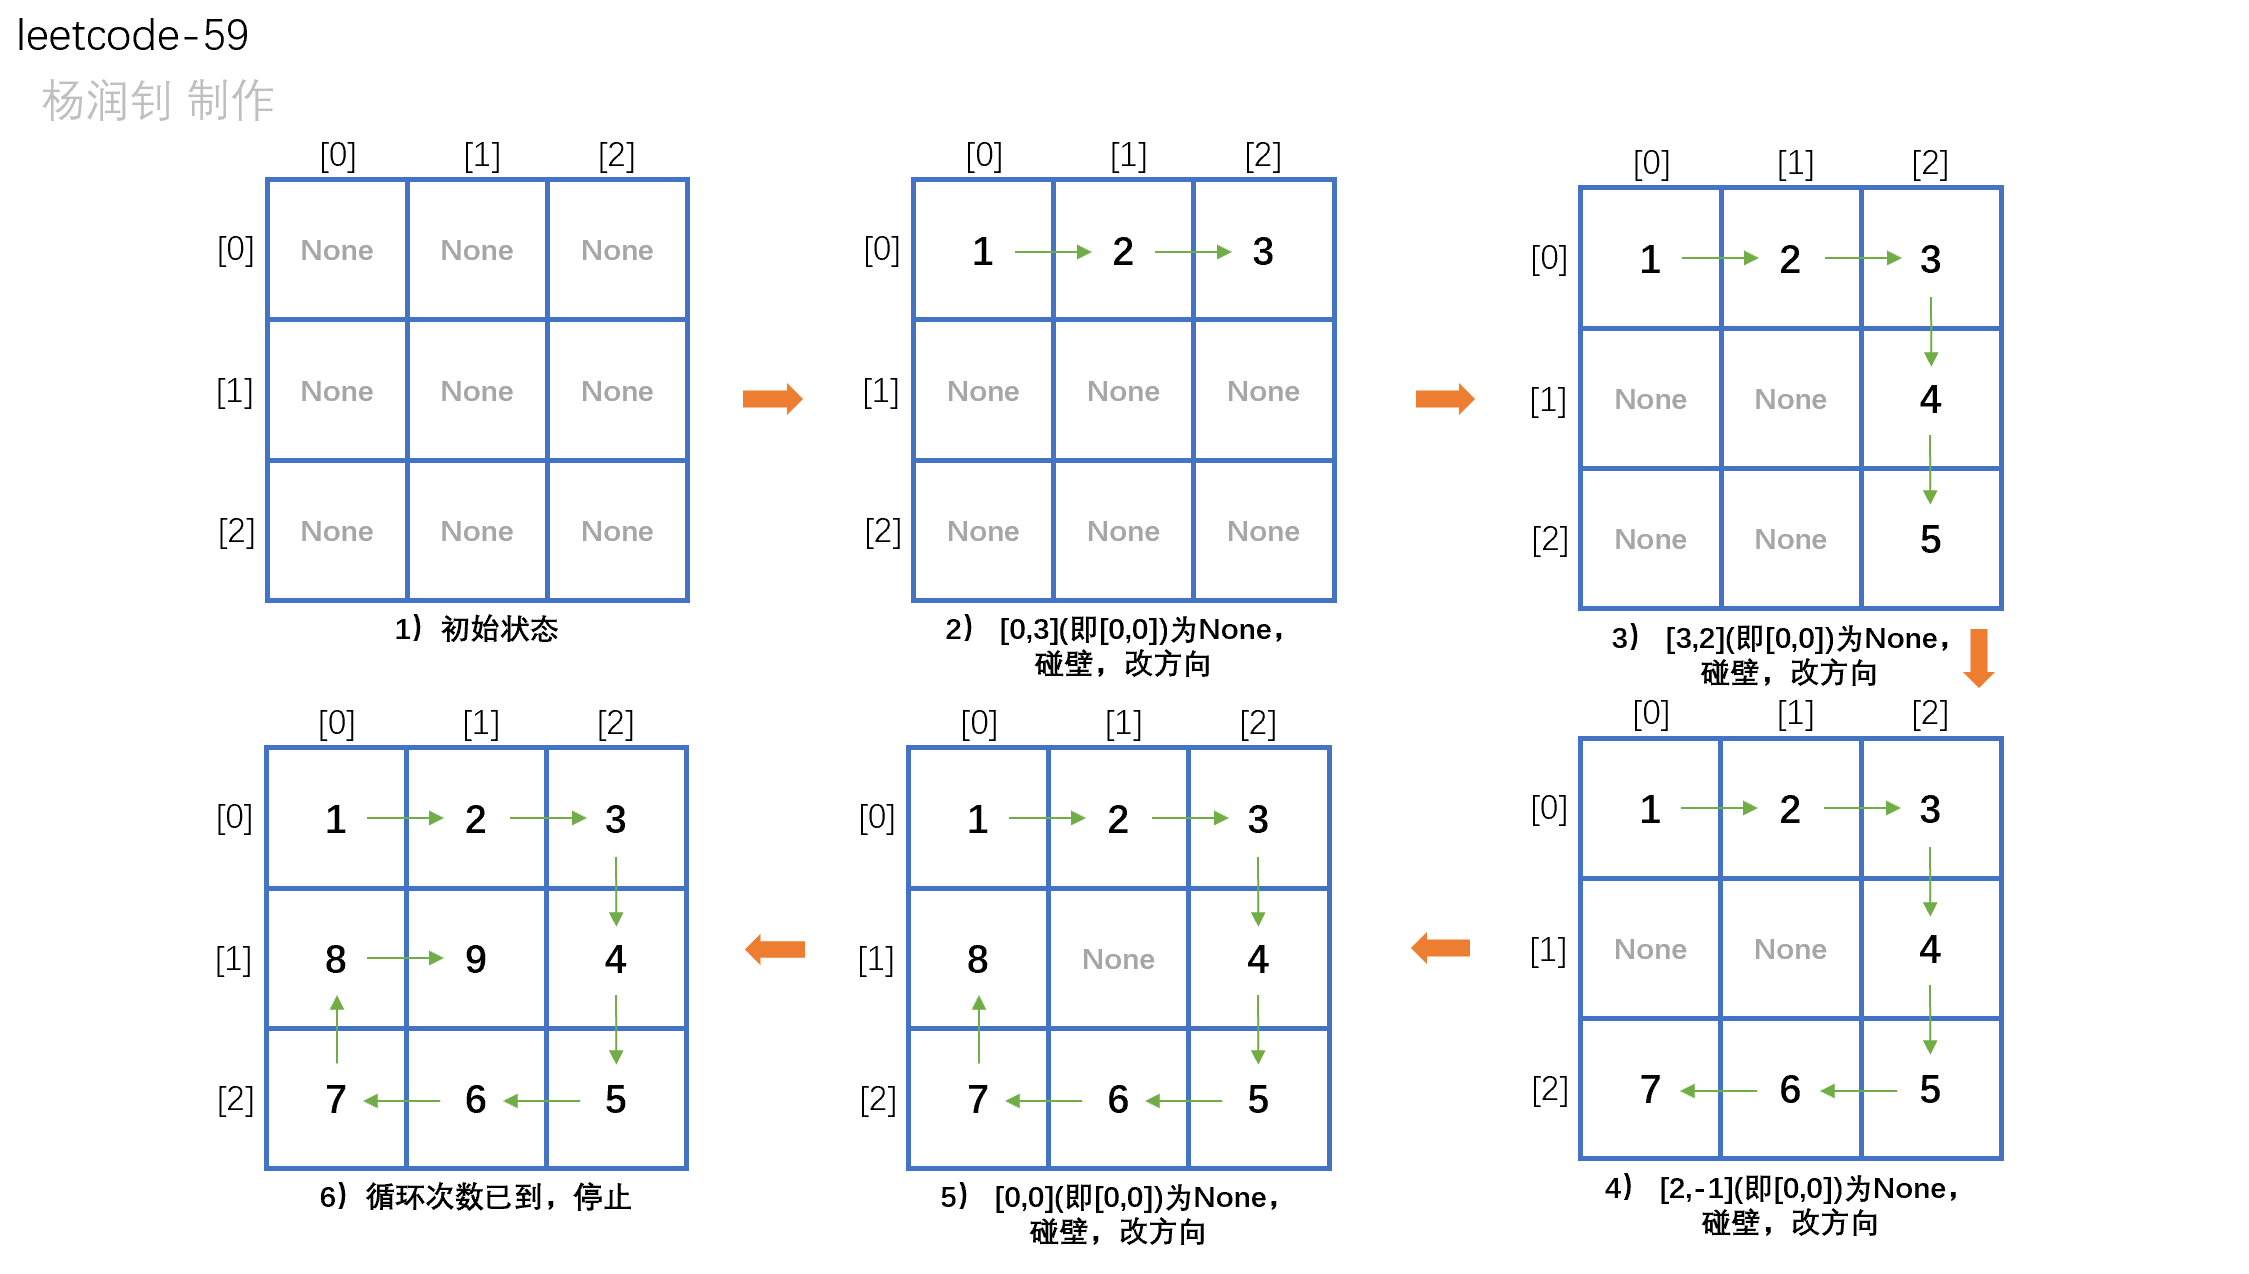 leetcode-59
杨润钊 制作
[0] [1] [2]
[0] None None None
[1] None None None
[2] None None None
1）初始状态
[0] [1] [2]
[0] 1 2 3
[1] None None None
[2] None None None
2） [0,3](即[0,0])为None，
碰壁，改方向
[0] [1] [2]
[0] 1 2 3
[1] None None 4
[2] None None 5
3） [3,2](即[0,0])为None，
碰壁，改方向
[0] [1] [2]
[0] 1 2 3
[1] None None 4
[2] 7 6 5
4） [2,-1](即[0,0])为None，
碰壁，改方向
[0] [1] [2]
[0] 1 2 3
[1] 8 None 4
[2] 7 6 5
5） [0,0](即[0,0])为None，
碰壁，改方向
[0] [1] [2]
[0] 1 2 3
[1] 8 9 4
[2] 7 6 5
6）循环次数已到，停止